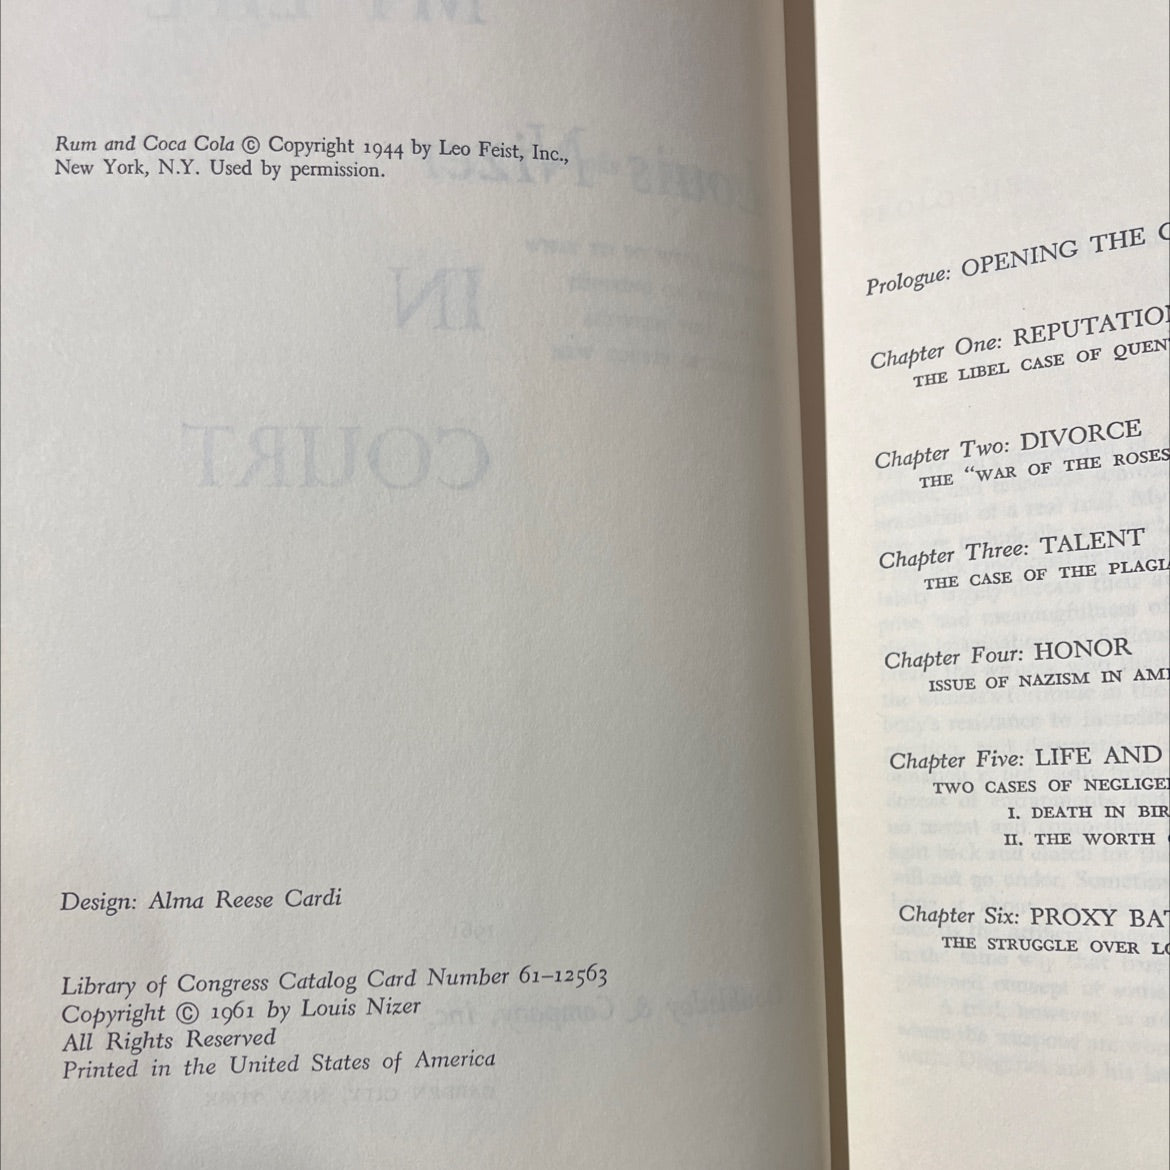 Rum and Coca Cola © Copyright 1944 by Leo Feist, Inc.,
New York, N.Y. Used by permission.
Design: Alma Reese Cardi
Library of Congress Catalog Card Number 61–12563
Copyright © 1961 by Louis Nizer
All Rights Reserved
Printed in the United States of America
Prologue: OPENING THE
Chapter One: REPUTATION
THE LIBEL CASE OF QUEN
Chapter Two: DIVORCE
THE "WAR OF THE ROSES
Chapter Three: TALENT
THE CASE OF THE PLAGI
Chapter Four: HONOR
ISSUE OF NAZISM IN AM
Chapter Five: LIFE AND
TWO CASES OF NEGLIGE
I. DEATH IN BIR
II. THE WORTH
Chapter Six: PROXY BAT
THE STRUGGLE OVER LO